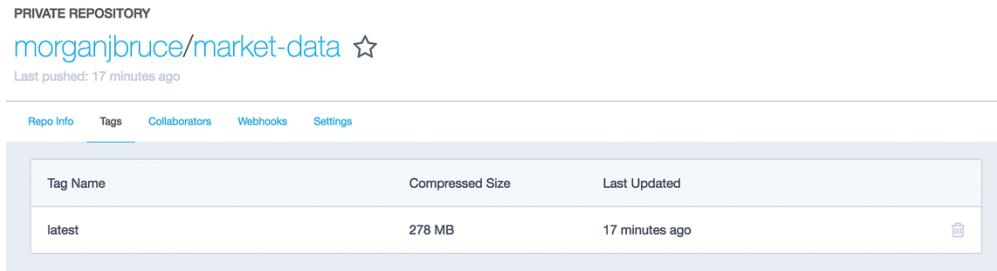 PRIVATE REPOSITORY
morganjbruce/market-data
Last pushed: 17 minutes ago
Repo Info Tags Collaborators Webhooks Settings
Tag Name Compressed Size Last Updated
latest 278 MB 17 minutes ago